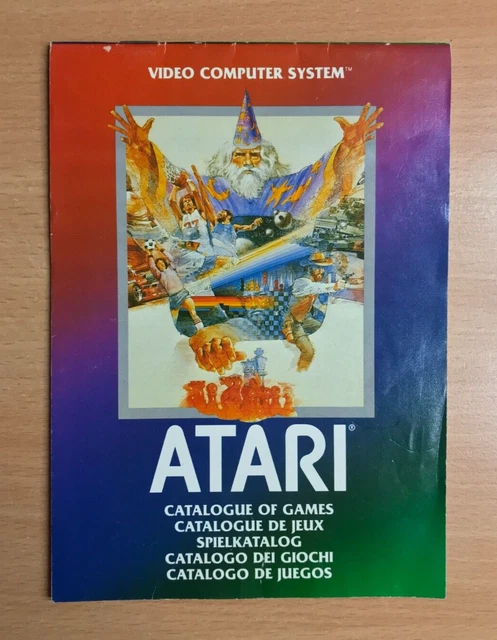 VIDEO COMPUTER SYSTEM™
ATARI®
CATALOGUE OF GAMES
CATALOGUE DE JEUX
SPIELKATALOG
CATALOGO DEI GIOCHI
CATALOGO DE JUEGOS